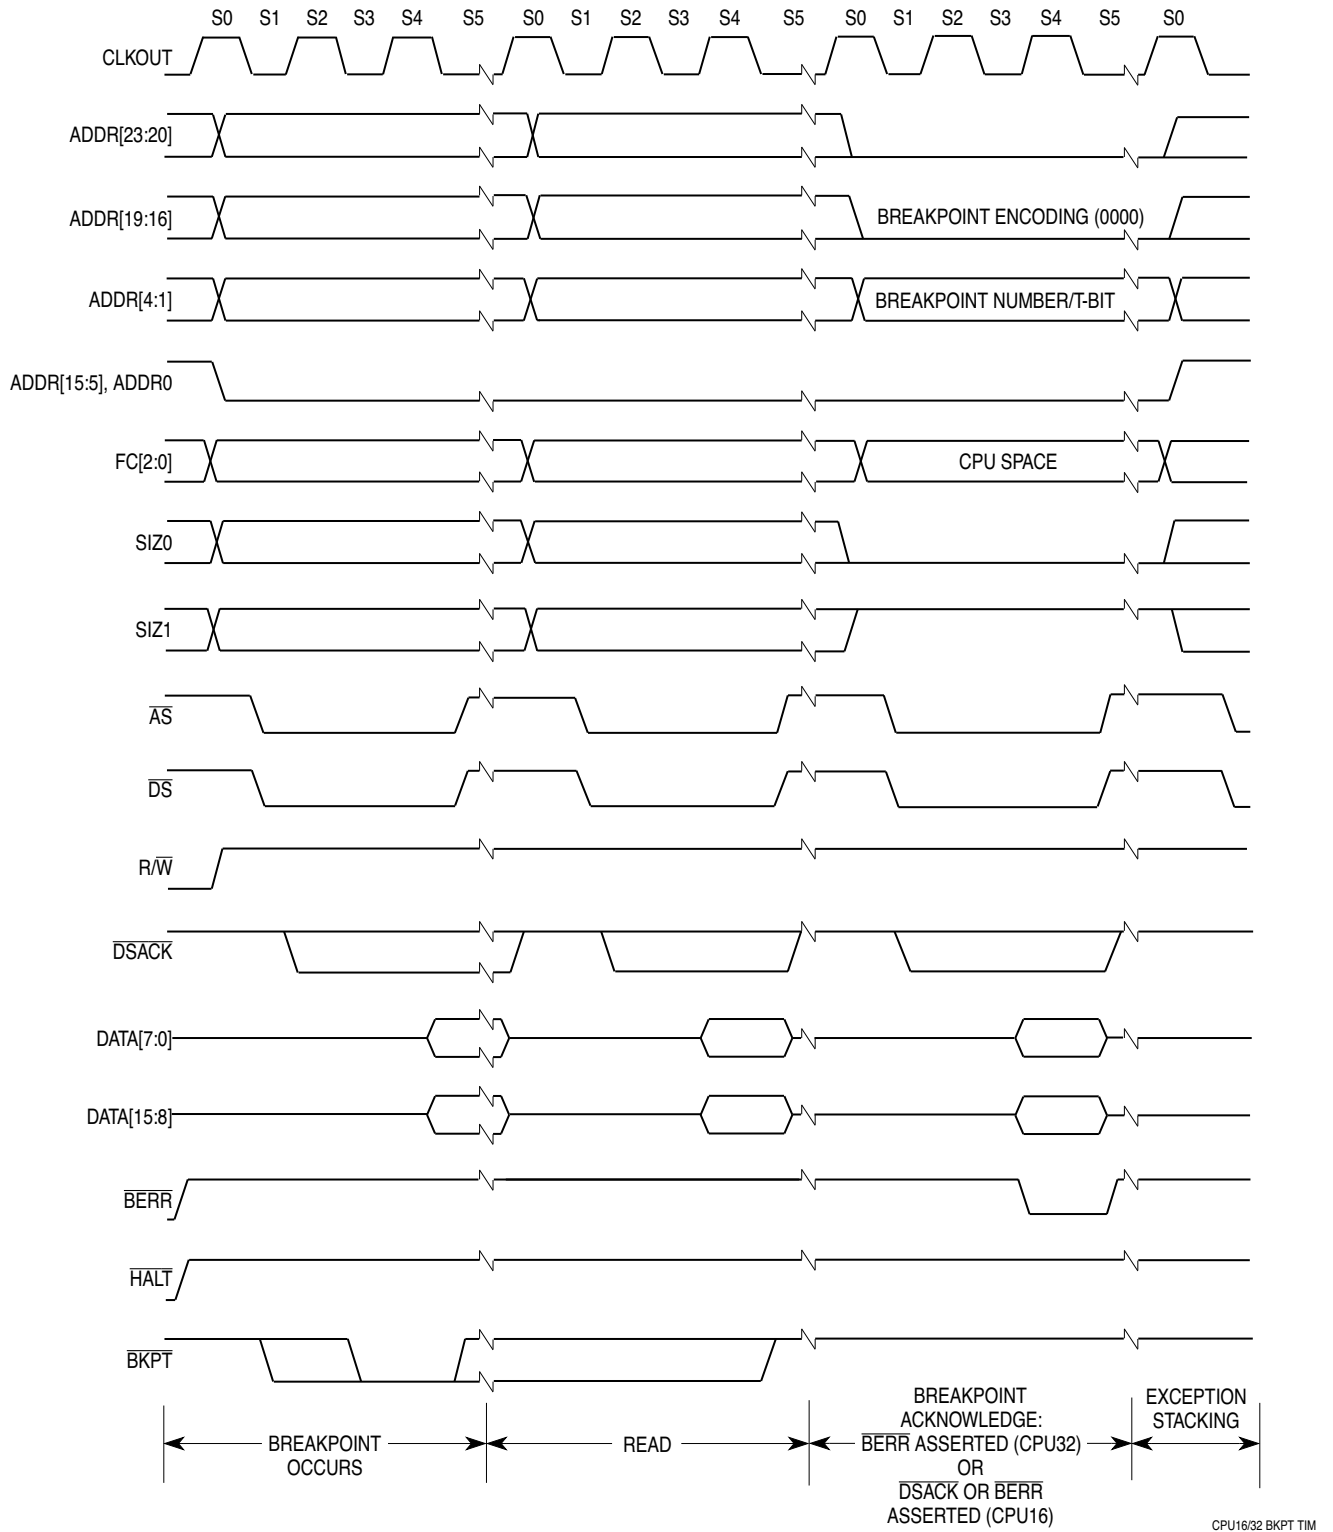 S0 S1 S2 S3 S4 S5 S0 S1 S2 S3 S4 S5 S0 S1 S2 S3 S4 S5 S0
CLKOUT
ADDR[23:20]
ADDR[19:16] BREAKPOINT ENCODING (0000)
ADDR[4:1] BREAKPOINT NUMBER/T-BIT
ADDR[15:5], ADDR0
FC[2:0] CPU SPACE
SIZ0
SIZ1
AS
DS
R/W
DSACK
DATA[7:0]
DATA[15:8]
BERR
HALT
BKPT
BREAKPOINT
OCCURS
READ
BREAKPOINT
ACKNOWLEDGE:
BERR ASSERTED (CPU32)
OR
DSACK OR BERR
ASSERTED (CPU16)
EXCEPTION
STACKING
CPU16/32 BKPT TIM